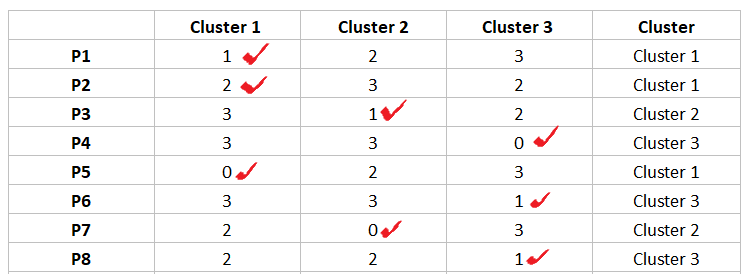 Cluster 1 Cluster 2 Cluster 3 Cluster
P1 1 2 3 Cluster 1
P2 2 3 2 Cluster 1
P3 3 1 2 Cluster 2
P4 3 3 0 Cluster 3
P5 0 2 3 Cluster 1
P6 3 3 1 Cluster 3
P7 2 0 3 Cluster 2
P8 2 2 1 Cluster 3